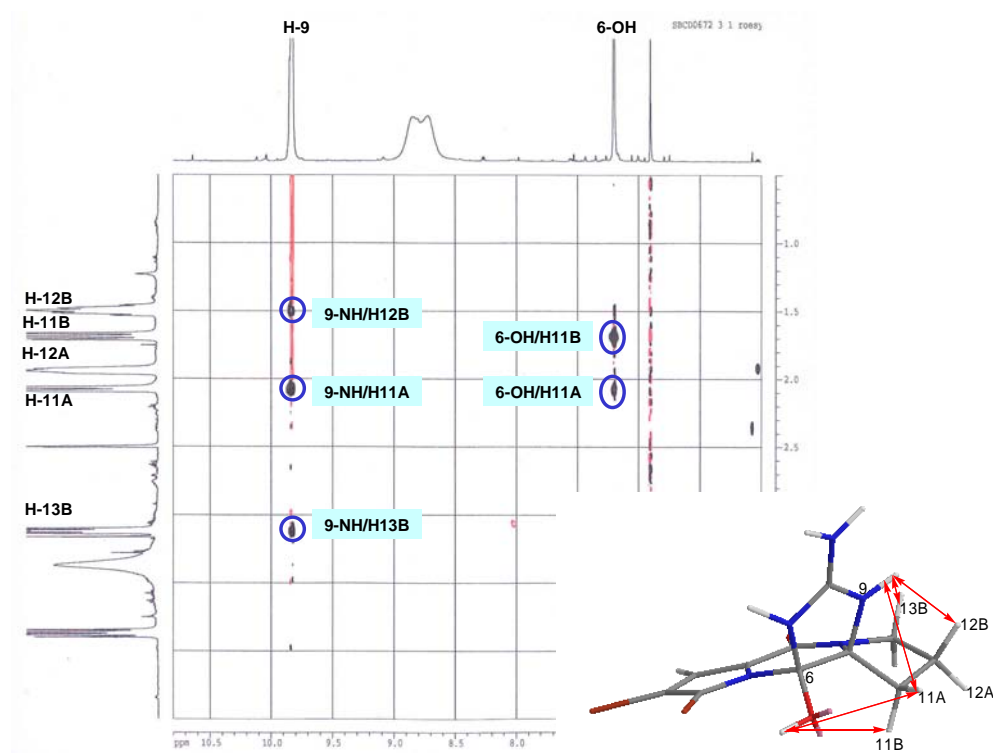 H-9
6-OH
SBCD0672 3 1 roesy
H-12B
H-11B
H-12A
H-11A
H-13B
9-NH/H12B
9-NH/H11A
9-NH/H13B
6-OH/H11B
6-OH/H11A
1.0
1.5
2.0
2.5
ppm 10.5 10.0 9.5 9.0 8.5 8.0
9
13B
12B
12A
11A
11B
6